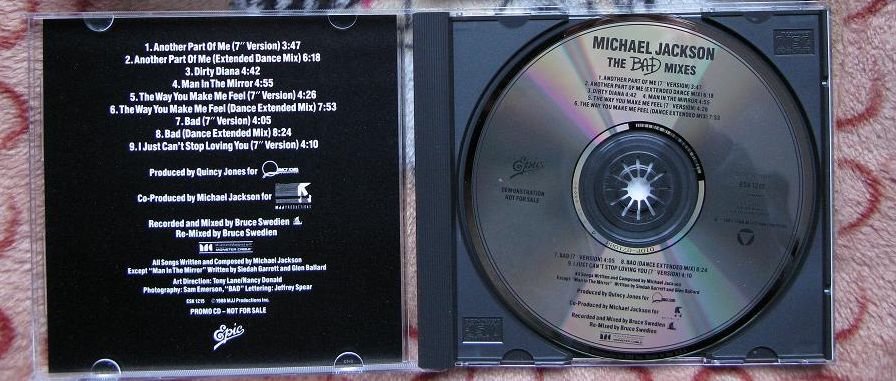 1. Another Part Of Me (7" Version) 3:47
2. Another Part Of Me (Extended Dance Mix) 6:18
3. Dirty Diana 4:42
4. Man In The Mirror 4:55
5. The Way You Make Me Feel (7" Version) 4:26
6. The Way You Make Me Feel (Dance Extended Mix) 7:53
7. Bad (7" Version) 4:05
8. Bad (Dance Extended Mix) 8:24
9. I Just Can't Stop Loving You (7" Version) 4:10
Produced by Quincy Jones for
Co-Produced by Michael Jackson for
MJJ PRODUCTIONS
Recorded and Mixed by Bruce Swedien
Re-Mixed by Bruce Swedien
MONSTER CABLE
All Songs Written and Composed by Michael Jackson
Except "Man In The Mirror" Written by Siedah Garrett and Glen Ballard
Art Direction: Tony Lane/Nancy Donald
Photography: Sam Emerson, "BAD" Lettering: Jeffrey Spear
ESK 1215 © 1988 MJJ Productions Inc.
PROMO CD – NOT FOR SALE
Epic
MICHAEL JACKSON
THE BAD MIXES
1. ANOTHER PART OF ME (7" VERSION) 3:47
2. ANOTHER PART OF ME (EXTENDED DANCE MIX) 6:18
3. DIRTY DIANA 4:42 4. MAN IN THE MIRROR 4:55
5. THE WAY YOU MAKE ME FEEL (7" VERSION) 4:26
6. THE WAY YOU MAKE ME FEEL (DANCE EXTENDED MIX) 7:53
Epic
DEMONSTRATION
NOT FOR SALE
ESK 1215
7. BAD (7" VERSION) 4:05 8. BAD (DANCE EXTENDED MIX) 8:24
9. I JUST CAN'T STOP LOVING YOU (7" VERSION) 4:10
All Songs Written and Composed by Michael Jackson
Except "Man In The Mirror" Written by Siedah Garrett and Glen Ballard
Produced by Quincy Jones for
Co-Produced by Michael Jackson for
Recorded and Mixed by Bruce Swedien
Re-Mixed by Bruce Swedien